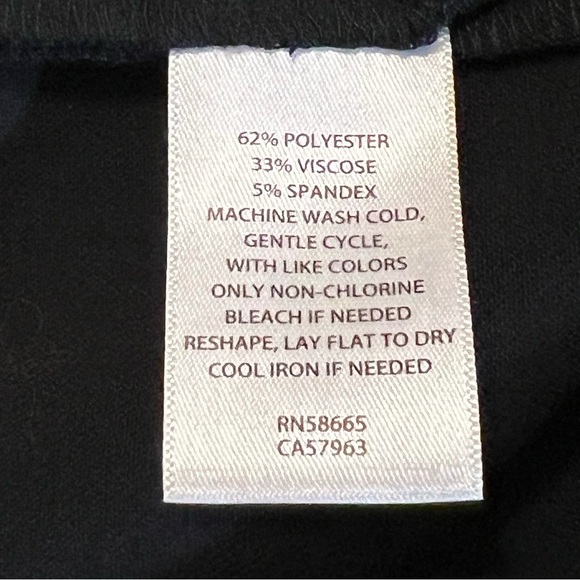 62% POLYESTER
33% VISCOSE
5% SPANDEX
MACHINE WASH COLD,
GENTLE CYCLE,
WITH LIKE COLORS
ONLY NON-CHLORINE
BLEACH IF NEEDED
RESHAPE, LAY FLAT TO DRY
COOL IRON IF NEEDED
RN58665
CA57963